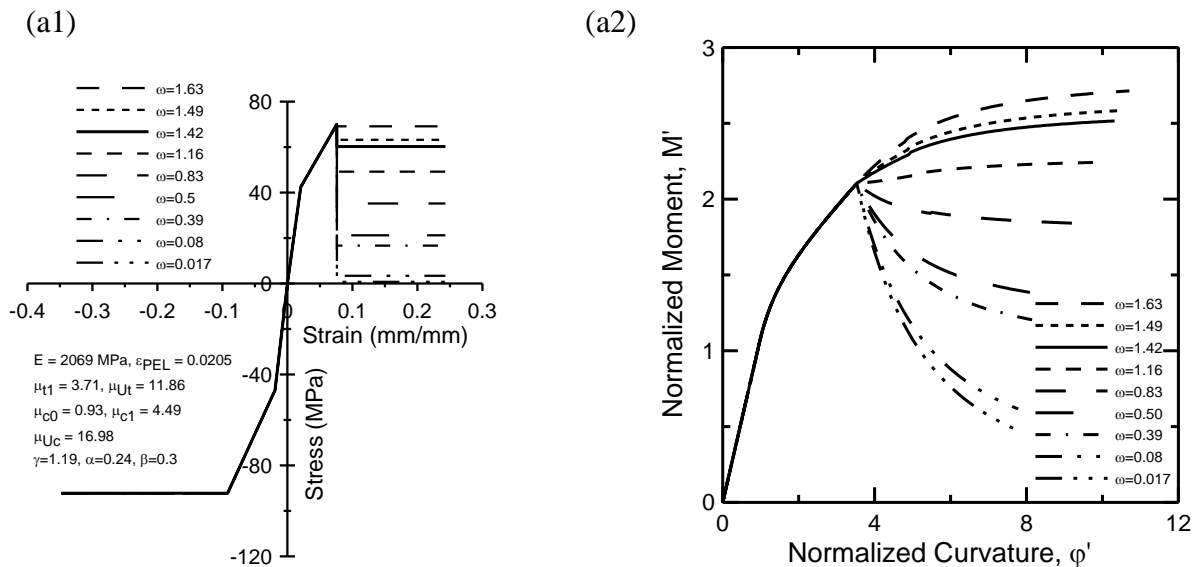 (a1)
ω=1.63
ω=1.49
ω=1.42
ω=1.16
ω=0.83
ω=0.5
ω=0.39
ω=0.08
ω=0.017
80
40
0
-40
-80
-120
-0.4
-0.3
-0.2
-0.1
0
0.1
0.2
0.3
Strain (mm/mm)
Stress (MPa)
E = 2069 MPa, εPEL = 0.0205
μt1 = 3.71, μUt = 11.86
μc0 = 0.93, μc1 = 4.49
μUc = 16.98
γ=1.19, α=0.24, β=0.3
(a2)
3
2
1
0
Normalized Moment, M'
ω=1.63
ω=1.49
ω=1.42
ω=1.16
ω=0.83
ω=0.50
ω=0.39
ω=0.08
ω=0.017
0
4
8
12
Normalized Curvature, φ'